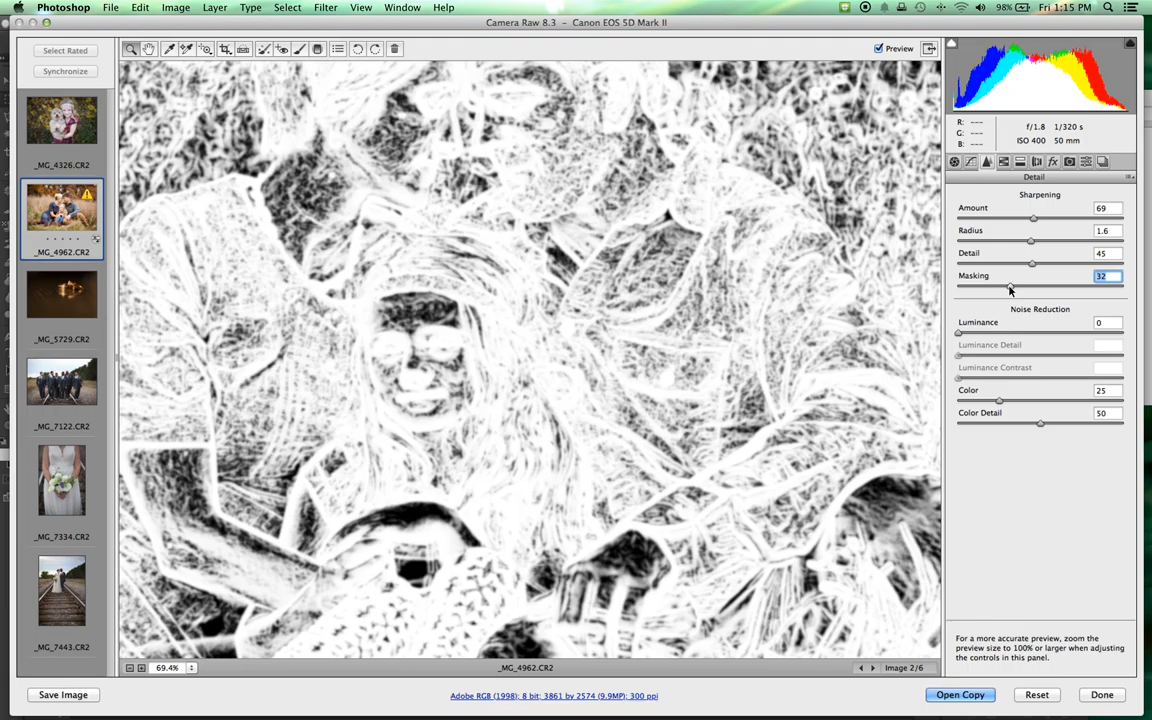 Photoshop File Edit Image Layer Type Select Filter View Window Help 98% Fri 1:15 PM
Camera Raw 8.3 – Canon EOS 5D Mark II
Select Rated
Synchronize
_MG_4326.CR2
_MG_4962.CR2
_MG_5729.CR2
_MG_7122.CR2
_MG_7334.CR2
_MG_7443.CR2
Save Image
Preview
69.4%
_MG_4962.CR2
Image 2/6
Adobe RGB (1998); 8 bit; 3861 by 2574 (9.9MP); 300 ppi
R: ---
G: ---
B: ---
f/1.8 1/320 s
ISO 400 50 mm
fx
Detail
Sharpening
Amount 69
Radius 1.6
Detail 45
Masking 32
Noise Reduction
Luminance 0
Luminance Detail
Luminance Contrast
Color 25
Color Detail 50
For a more accurate preview, zoom the
preview size to 100% or larger when adjusting
the controls in this panel.
Open Copy Reset Done